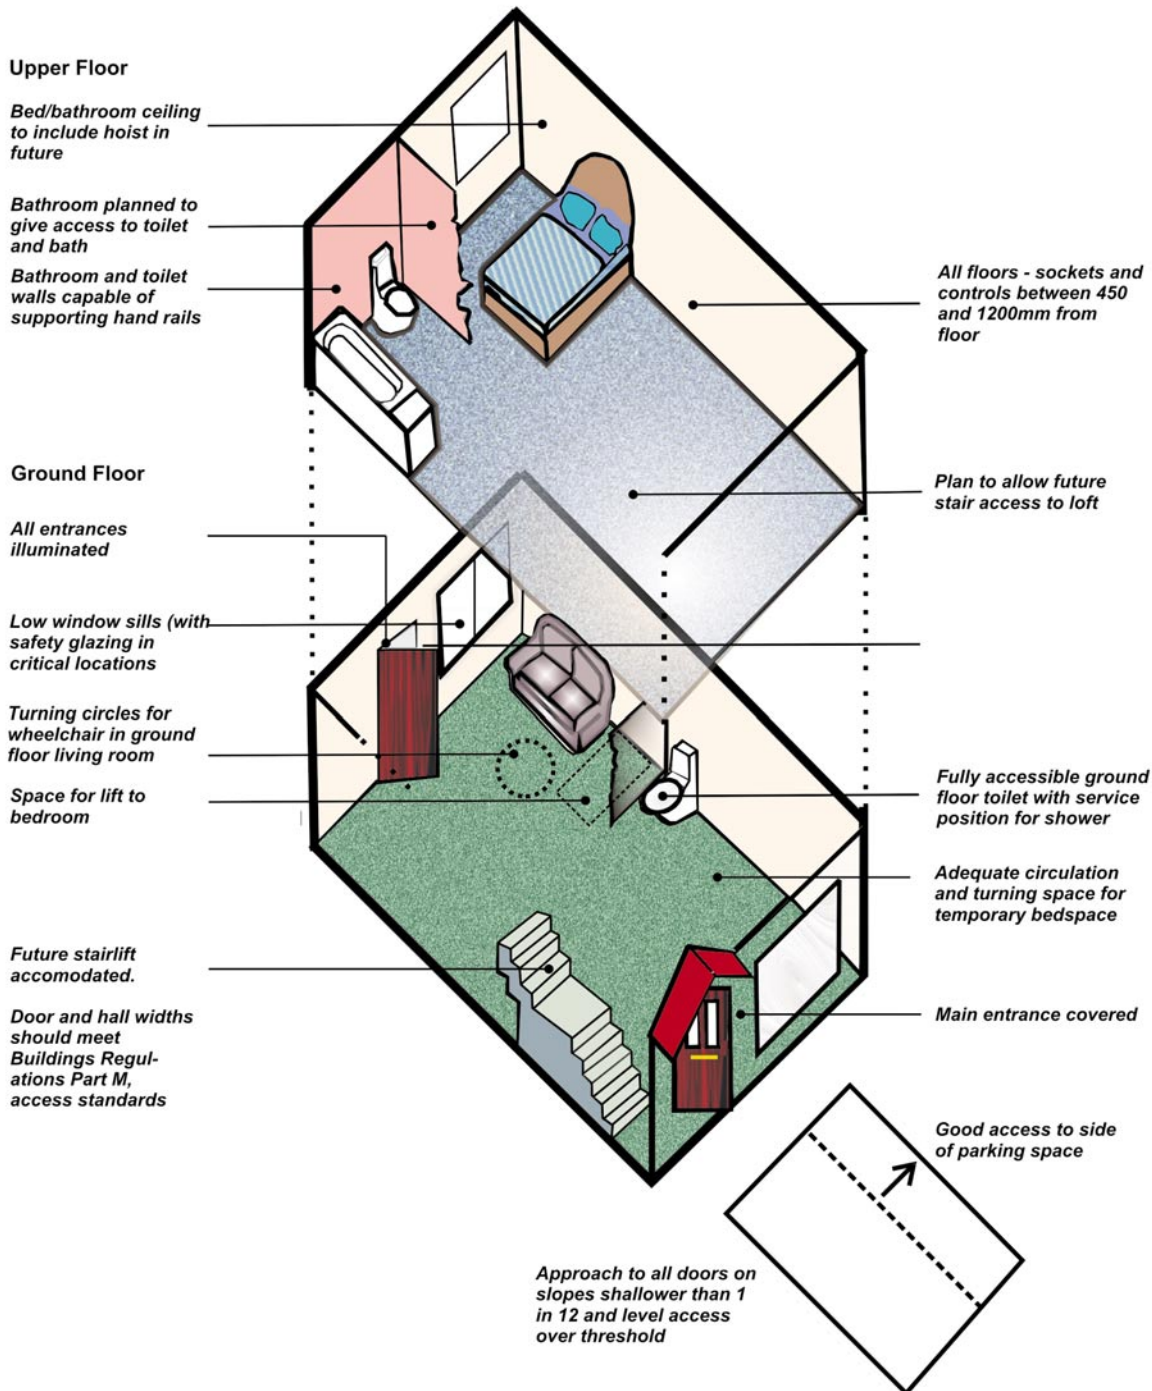 Upper Floor
Bed/bathroom ceiling
to include hoist in
future
Bathroom planned to
give access to toilet
and bath
Bathroom and toilet
walls capable of
supporting hand rails
All floors - sockets and
controls between 450
and 1200mm from
floor
Plan to allow future
stair access to loft
Ground Floor
All entrances
illuminated
Low window sills (with
safety glazing in
critical locations
Turning circles for
wheelchair in ground
floor living room
Space for lift to
bedroom
Fully accessible ground
floor toilet with service
position for shower
Adequate circulation
and turning space for
temporary bedspace
Future stairlift
accomodated.
Door and hall widths
should meet
Buildings Regul-
ations Part M,
access standards
Main entrance covered
Good access to side
of parking space
Approach to all doors on
slopes shallower than 1
in 12 and level access
over threshold